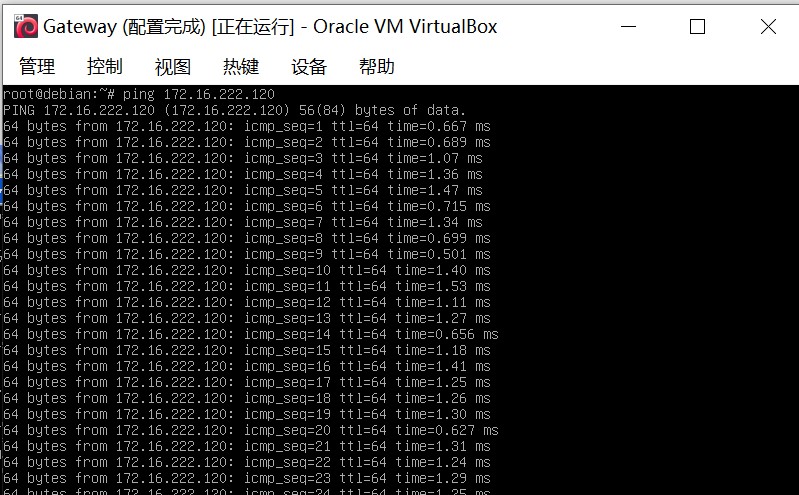 Gateway (配置完成) [正在运行] - Oracle VM VirtualBox
管理 控制 视图 热键 设备 帮助
root@debian:~# ping 172.16.222.120
PING 172.16.222.120 (172.16.222.120) 56(84) bytes of data.
64 bytes from 172.16.222.120: icmp_seq=1 ttl=64 time=0.667 ms
64 bytes from 172.16.222.120: icmp_seq=2 ttl=64 time=0.689 ms
64 bytes from 172.16.222.120: icmp_seq=3 ttl=64 time=1.07 ms
64 bytes from 172.16.222.120: icmp_seq=4 ttl=64 time=1.36 ms
64 bytes from 172.16.222.120: icmp_seq=5 ttl=64 time=1.47 ms
64 bytes from 172.16.222.120: icmp_seq=6 ttl=64 time=0.715 ms
64 bytes from 172.16.222.120: icmp_seq=7 ttl=64 time=1.34 ms
64 bytes from 172.16.222.120: icmp_seq=8 ttl=64 time=0.699 ms
64 bytes from 172.16.222.120: icmp_seq=9 ttl=64 time=0.501 ms
64 bytes from 172.16.222.120: icmp_seq=10 ttl=64 time=1.40 ms
64 bytes from 172.16.222.120: icmp_seq=11 ttl=64 time=1.53 ms
64 bytes from 172.16.222.120: icmp_seq=12 ttl=64 time=1.11 ms
64 bytes from 172.16.222.120: icmp_seq=13 ttl=64 time=1.27 ms
64 bytes from 172.16.222.120: icmp_seq=14 ttl=64 time=0.656 ms
64 bytes from 172.16.222.120: icmp_seq=15 ttl=64 time=1.18 ms
64 bytes from 172.16.222.120: icmp_seq=16 ttl=64 time=1.41 ms
64 bytes from 172.16.222.120: icmp_seq=17 ttl=64 time=1.25 ms
64 bytes from 172.16.222.120: icmp_seq=18 ttl=64 time=1.26 ms
64 bytes from 172.16.222.120: icmp_seq=19 ttl=64 time=1.30 ms
64 bytes from 172.16.222.120: icmp_seq=20 ttl=64 time=0.627 ms
64 bytes from 172.16.222.120: icmp_seq=21 ttl=64 time=1.31 ms
64 bytes from 172.16.222.120: icmp_seq=22 ttl=64 time=1.24 ms
64 bytes from 172.16.222.120: icmp_seq=23 ttl=64 time=1.29 ms
64 bytes from 172.16.222.120: icmp_seq=24 ttl=64 time=1.25 ms